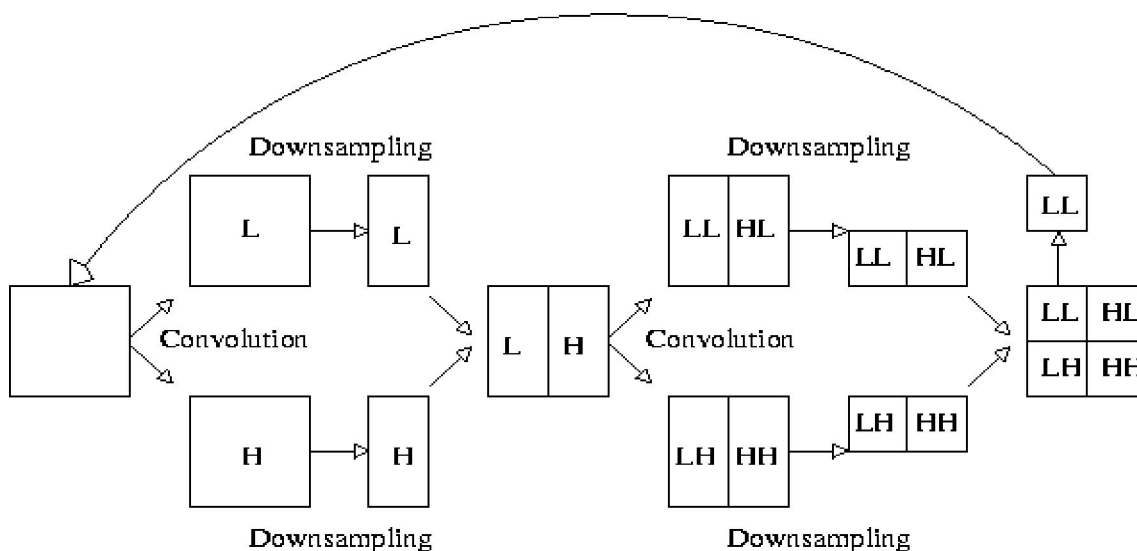 Downsampling
Downsampling
L
L
LL HL
LL HL
LL
Convolution
L H
Convolution
LL HL
LH HH
H
H
LH HH
LH HH
Downsampling
Downsampling